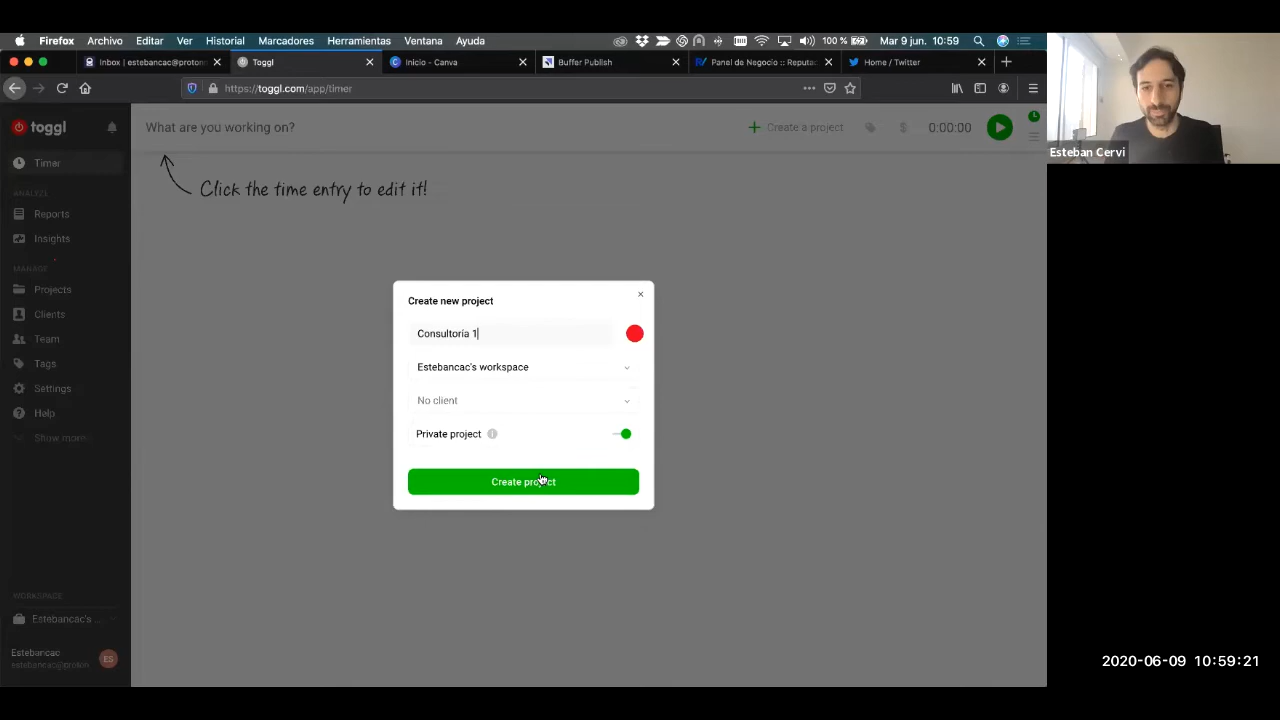 Firefox Archivo Editar Ver Historial Marcadores Herramientas Ventana Ayuda 100 % Mar 9 jun. 10:59
Inbox | estebancac@proton
Toggl
Inicio - Canva
Buffer Publish
Panel de Negocio :: Reputa
Home / Twitter
https://toggl.com/app/timer
toggl
What are you working on?
Create a project
$
0:00:00
Click the time entry to edit it!
Timer
ANALYZE
Reports
Insights
MANAGE
Projects
Clients
Team
Tags
Settings
Help
Show more
WORKSPACE
Estebancac's ...
Estebancac
estebancac@proton
ES
Create new project
Consultoría 1
Estebancac's workspace
No client
Private project
Create project
Esteban Cervi
2020-06-09 10:59:21